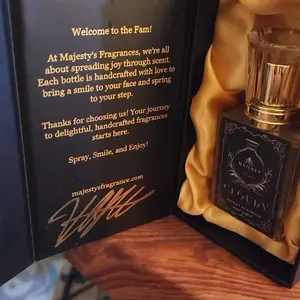 Welcome to the Fam!
At Majesty's Fragrances, we're all
about spreading joy through scent.
Each bottle is handcrafted with love to
bring a smile to your face and spring
to your step.
Thanks for choosing us! Your journey
to delightful, handcrafted fragrances
starts here.
Spray, Smile, and Enjoy!
majestysfragrance.com
MAJESTY